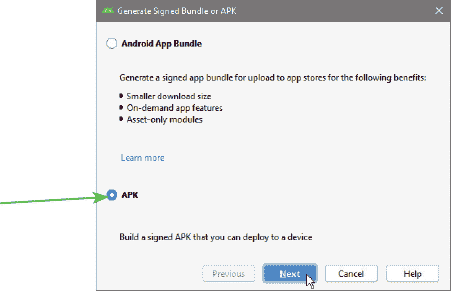 Generate Signed Bundle or APK
Android App Bundle
Generate a signed app bundle for upload to app stores for the following benefits:
• Smaller download size
• On-demand app features
• Asset-only modules
Learn more
APK
Build a signed APK that you can deploy to a device
Previous Next Cancel Help